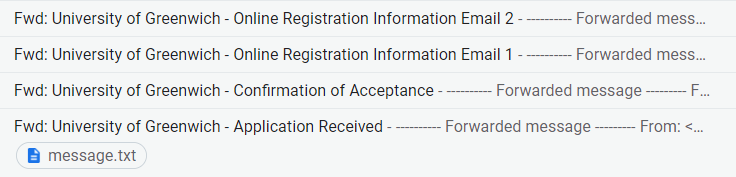 Fwd: University of Greenwich - Online Registration Information Email 2 - ---------- Forwarded mess…
Fwd: University of Greenwich - Online Registration Information Email 1 - ---------- Forwarded mess…
Fwd: University of Greenwich - Confirmation of Acceptance - ---------- Forwarded message --------- F…
Fwd: University of Greenwich - Application Received - ---------- Forwarded message --------- From: <…
message.txt